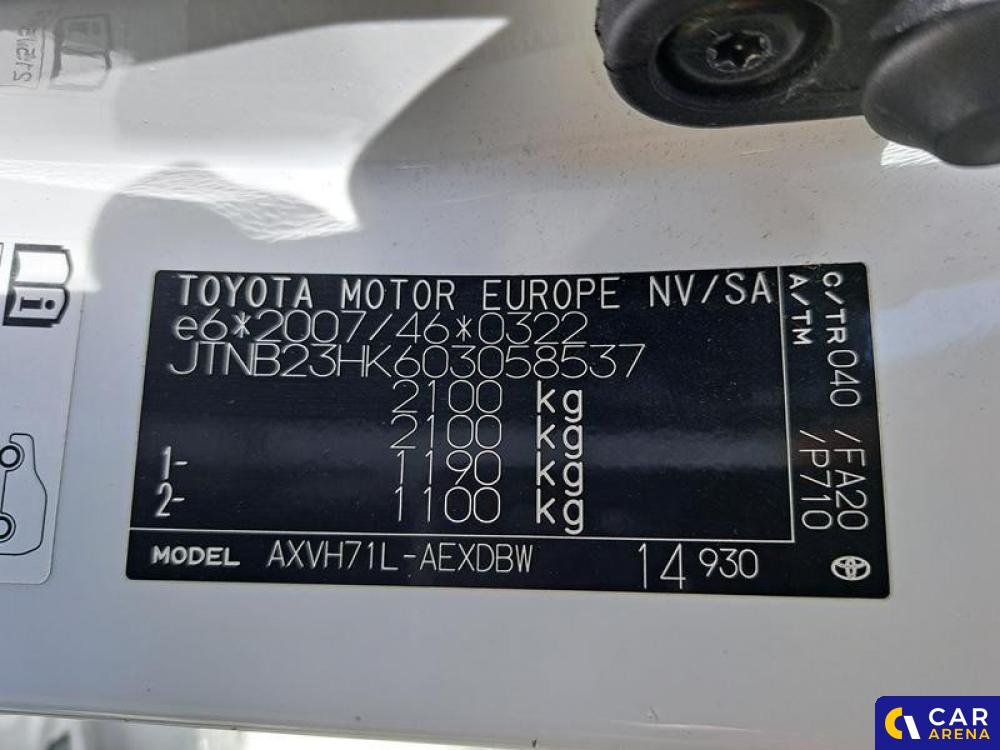 TOYOTA MOTOR EUROPE NV/SA
e6*2007/46*0322
JTNB23HK603058537
2100 kg
2100 kg
1- 1190 kg
2- 1100 kg
MODEL AXVH71L-AEXDBW 14 930
C/TR 040 /FA20
A/TM /P710
CAR
ARENA